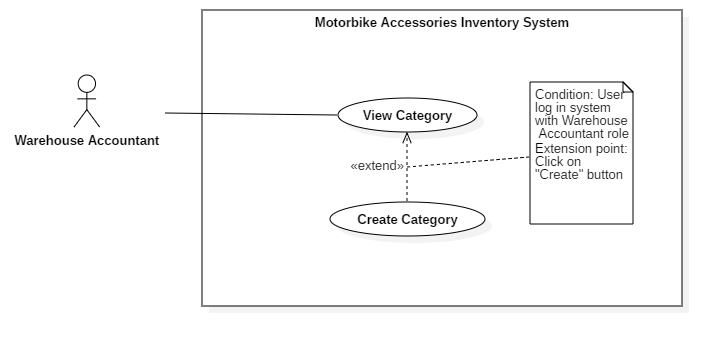 Motorbike Accessories Inventory System
Warehouse Accountant
View Category
«extend»
Create Category
Condition: User
log in system
with Warehouse
Accountant role
Extension point:
Click on
"Create" button